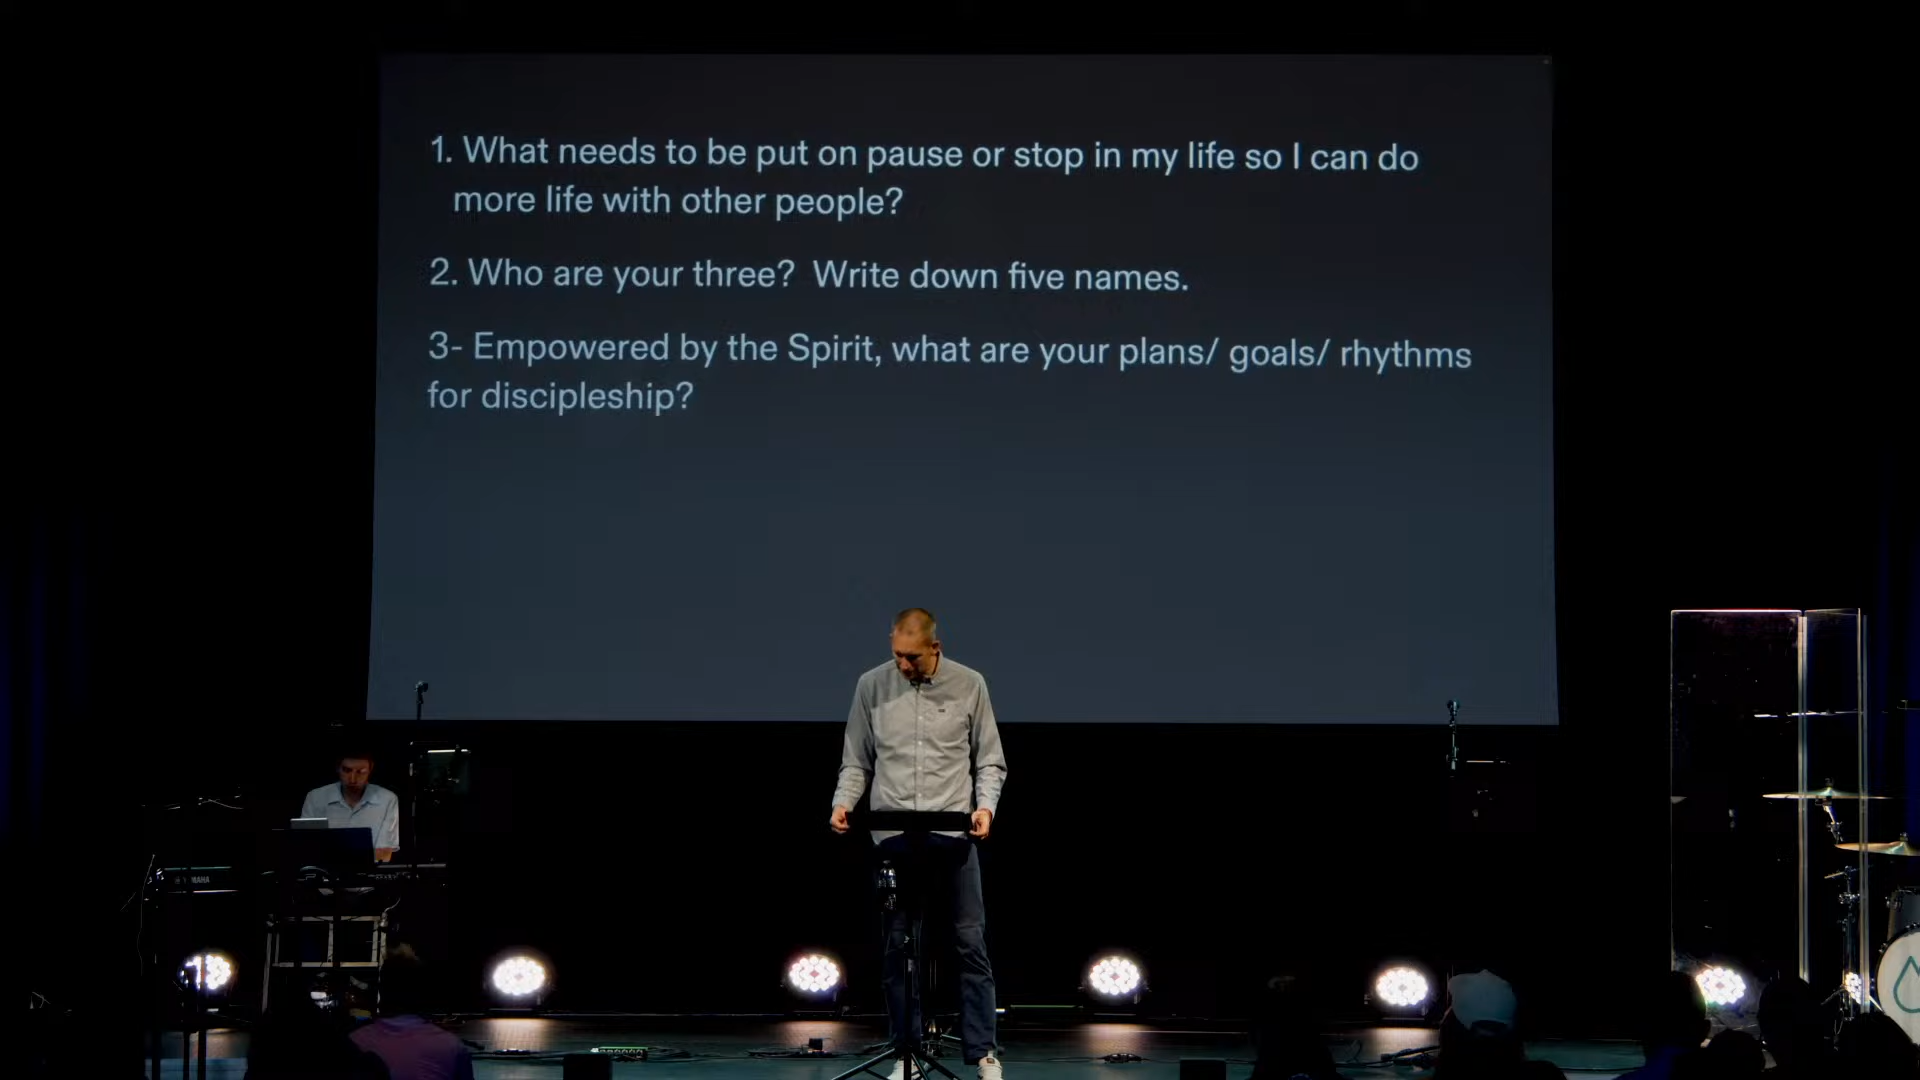 1. What needs to be put on pause or stop in my life so I can do
more life with other people?
2. Who are your three?  Write down five names.
3- Empowered by the Spirit, what are your plans/ goals/ rhythms
for discipleship?
YAMAHA